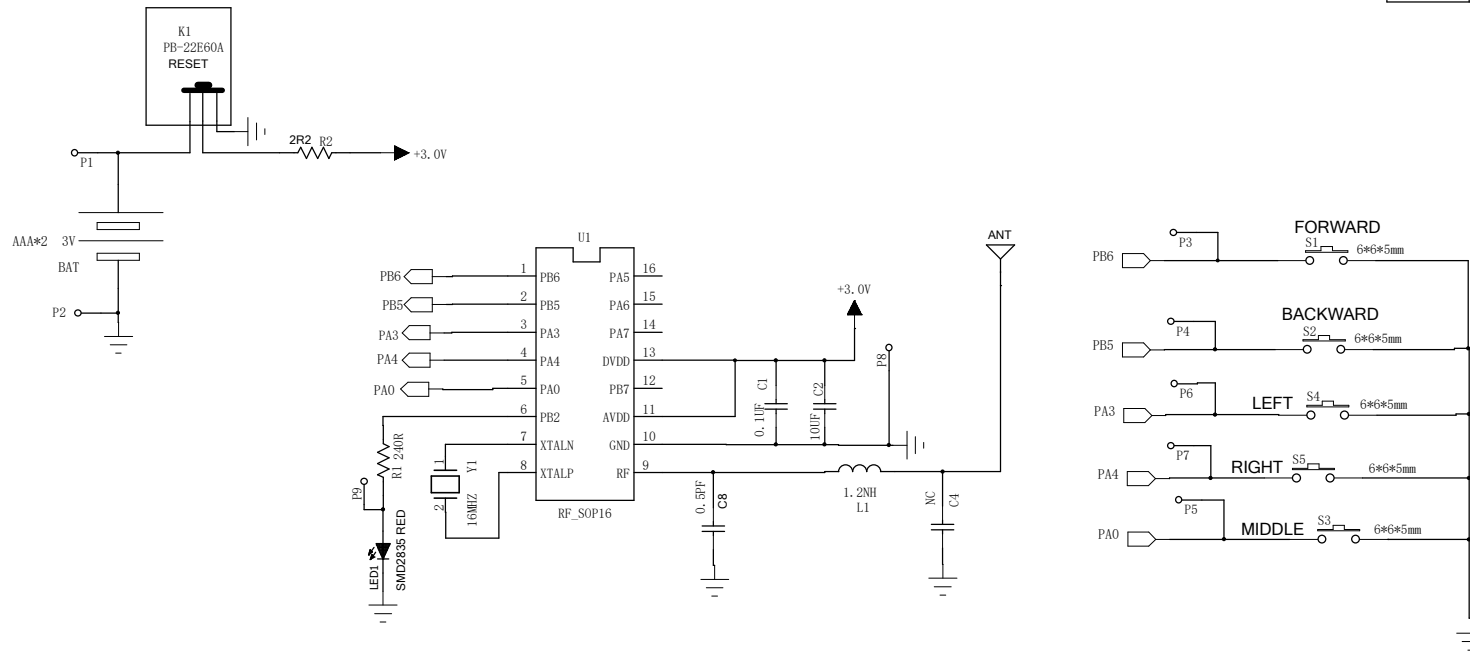 K1
PB-22E60A
RESET
P1
2R2 R2
+3.0V
AAA*2 3V
BAT
P2
U1
PB6 1 PB6
PB5 2 PB5
PA3 3 PA3
PA4 4 PA4
PA0 5 PA0
6 PB2
7 XTALN
8 XTALP
PA5 16
PA6 15
PA7 14
DVDD 13
PB7 12
AVDD 11
GND 10
RF 9
RF_SOP16
R1 240R
P9
LED1
SMD2835 RED
1
2
Y1
16MHZ
+3.0V
0.1UF C1
10UF C2
P8
ANT
0.5PF
C8
1.2NH
L1
NC
C4
FORWARD
PB6 P3 S1 6*6*5mm
BACKWARD
PB5 P4 S2 6*6*5mm
PA3 P6 LEFT S4 6*6*5mm
PA4 P7 RIGHT S5 6*6*5mm
PA0 P5 MIDDLE S3 6*6*5mm